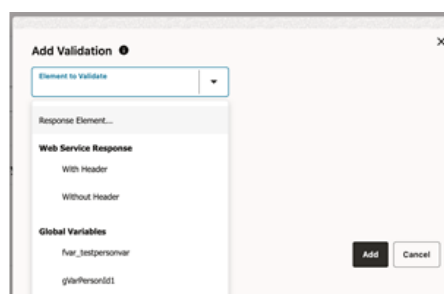 Add Validation
Element to Validate
Response Element...
Web Service Response
With Header
Without Header
Global Variables
fvar_testpersonvar
gVarPersonId1
Add
Cancel